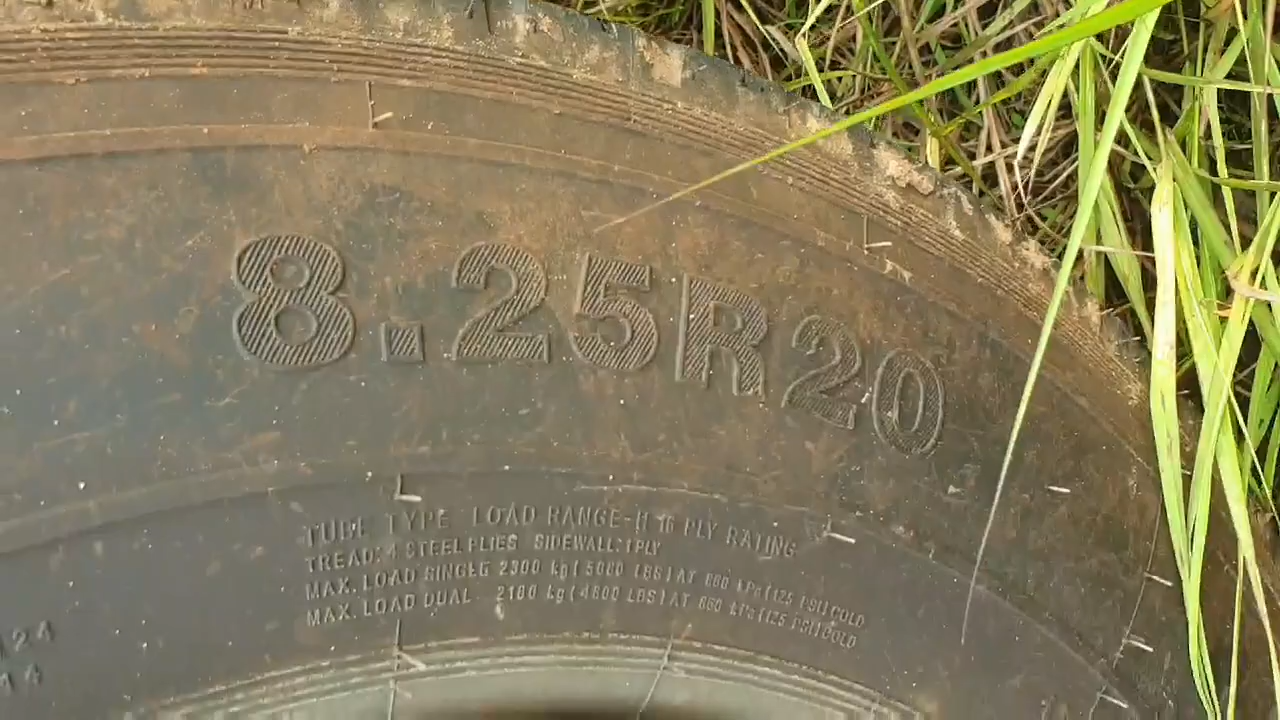 8.25R20
TUBE TYPE LOAD RANGE-H 16 PLY RATING
TREAD: 4 STEEL PLIES SIDEWALL: 1 PLY
MAX. LOAD SINGLE 2300 kg (5080 LBS) AT 860 kPa (125 PSI) COLD
MAX. LOAD DUAL 2180 kg (4800 LBS) AT 860 kPa (125 PSI) COLD